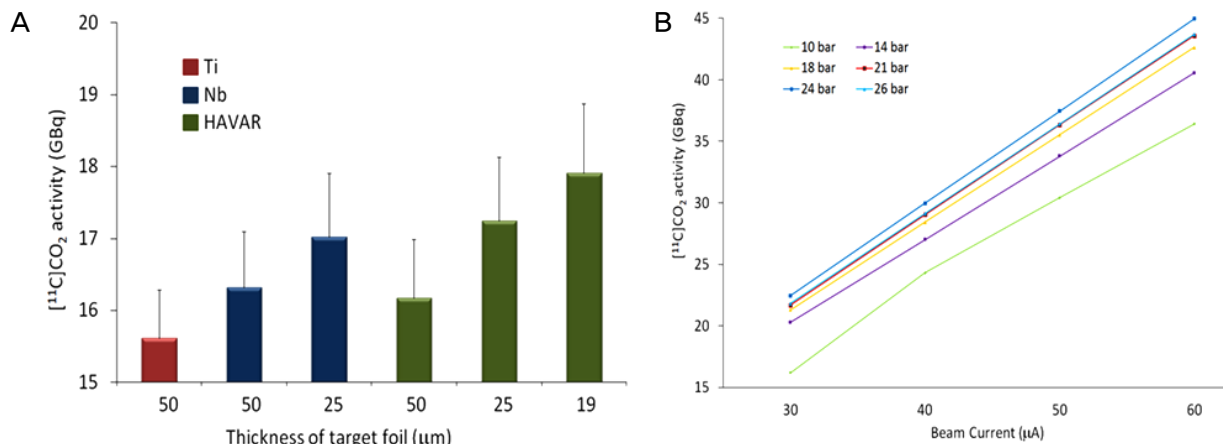 A
[¹¹C]CO₂ activity (GBq)
20
19
18
17
16
15
Ti
Nb
HAVAR
50 50 25 50 25 19
Thickness of target foil (μm)
B
[¹¹C]CO₂ activity (GBq)
45
40
35
30
25
20
15
10 bar 14 bar
18 bar 21 bar
24 bar 26 bar
30 40 50 60
Beam Current (μA)